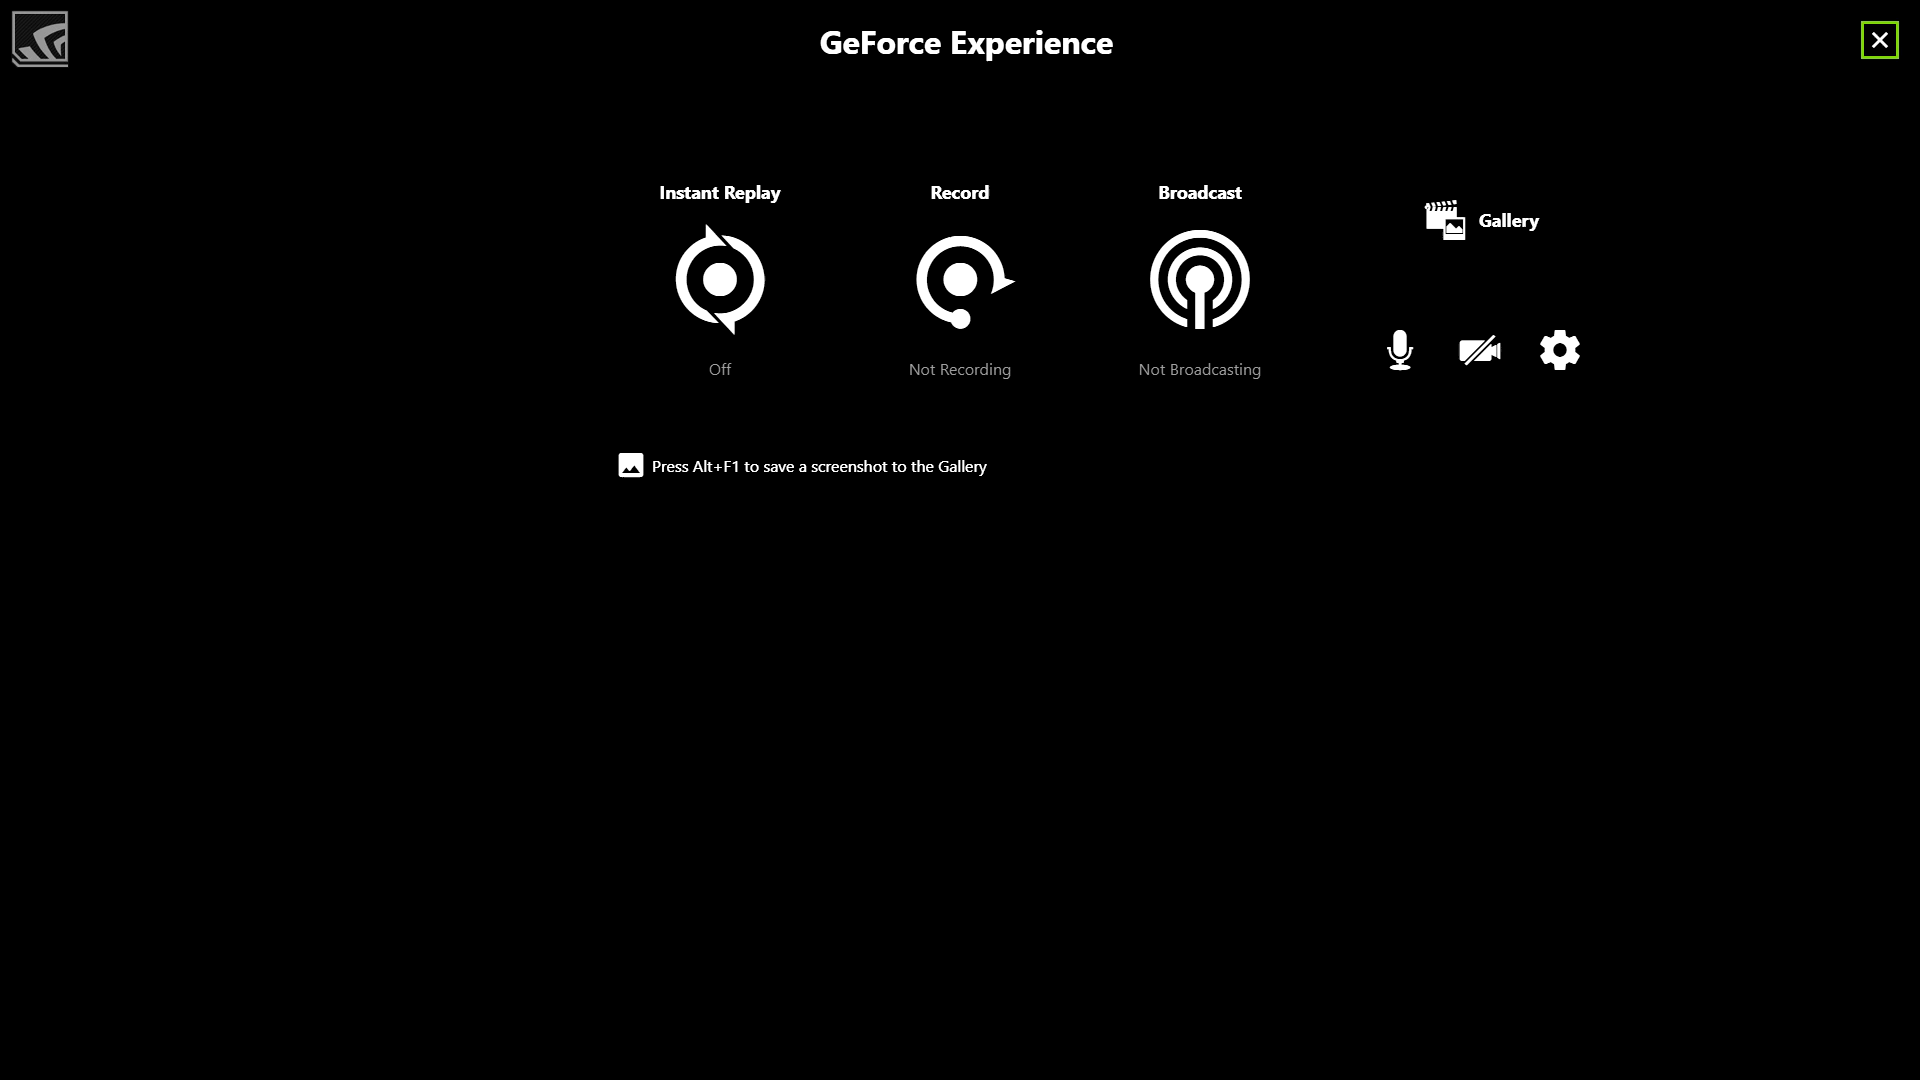 GeForce Experience
Instant Replay
Record
Broadcast
Gallery
Off
Not Recording
Not Broadcasting
Press Alt+F1 to save a screenshot to the Gallery